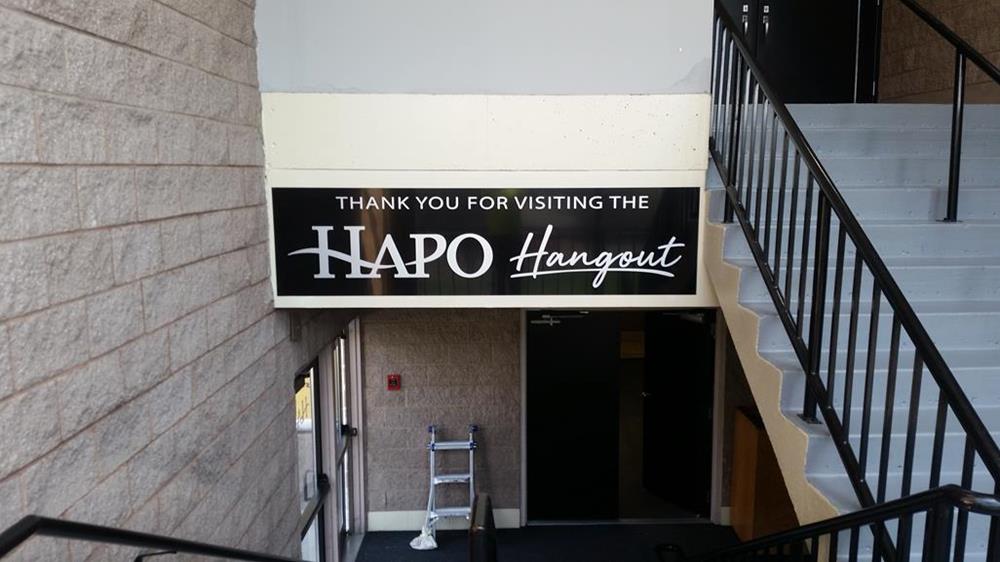 THANK YOU FOR VISITING THE
HAPO Hangout